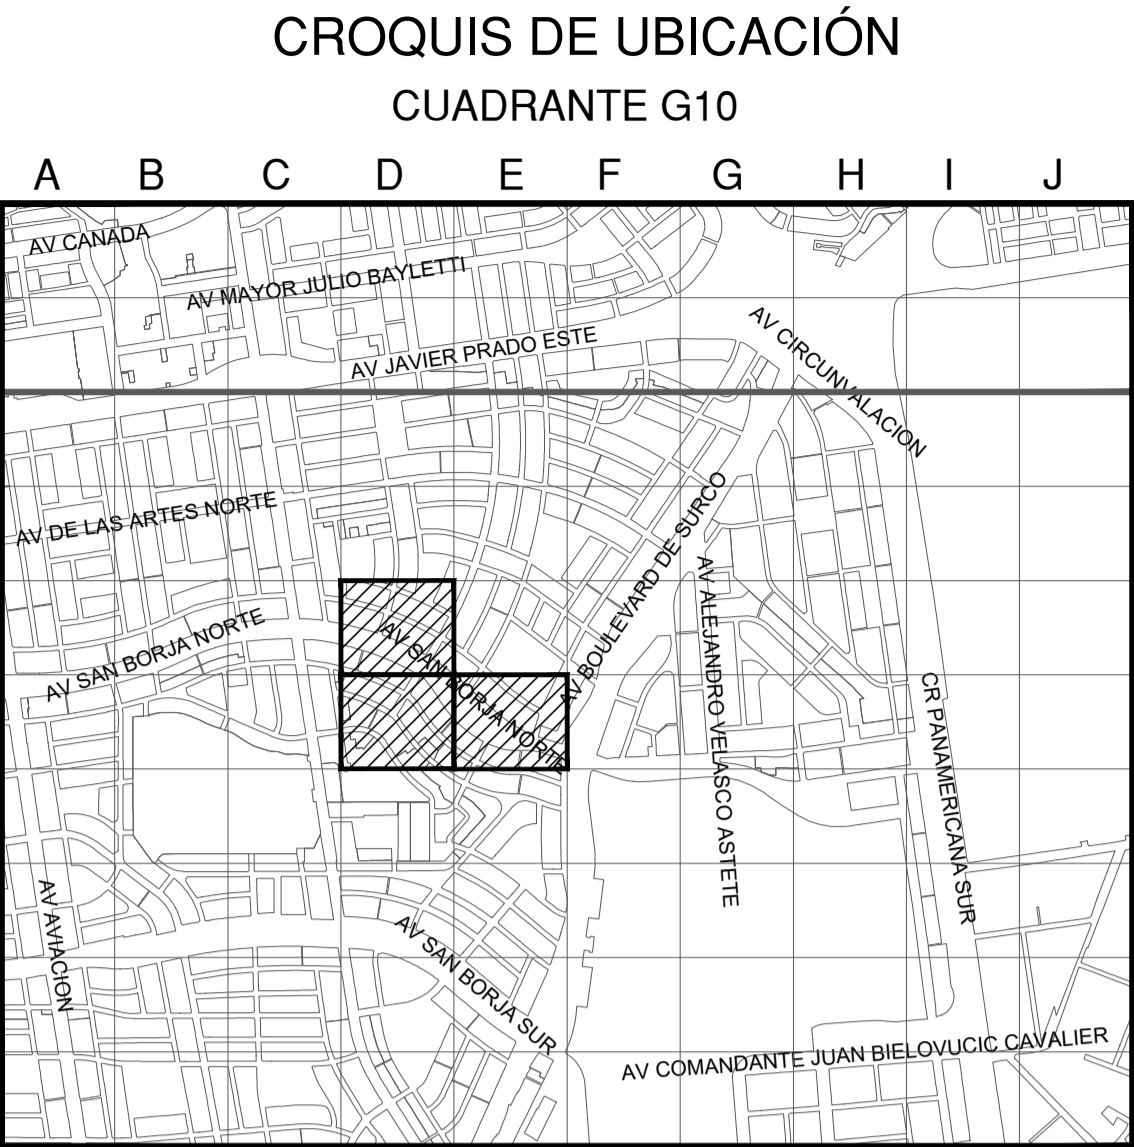 CROQUIS DE UBICACIÓN
CUADRANTE G10
A B C D E F G H I J
AV CANADA
AV MAYOR JULIO BAYLETTI
AV JAVIER PRADO ESTE
AV CIRCUNVALACION
AV DE LAS ARTES NORTE
AV BOULEVARD DE SURCO
AV SAN BORJA NORTE
AV SAN BORJA NORTE
AV ALEJANDRO VELASCO ASTETE
CR PANAMERICANA SUR
AV AVIACION
AV SAN BORJA SUR
AV COMANDANTE JUAN BIELOVUCIC CAVALIER